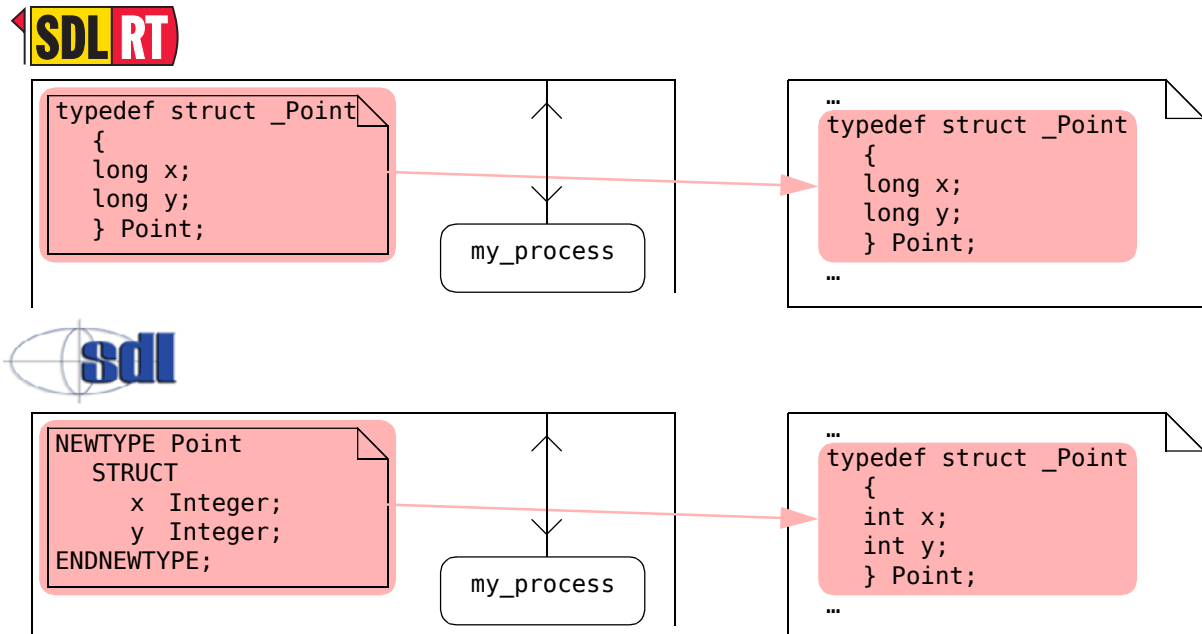 SDL RT
typedef struct _Point
{
long x;
long y;
} Point;
my_process
…
typedef struct _Point
{
long x;
long y;
} Point;
…
sdl
NEWTYPE Point
STRUCT
x Integer;
y Integer;
ENDNEWTYPE;
my_process
…
typedef struct _Point
{
int x;
int y;
} Point;
…